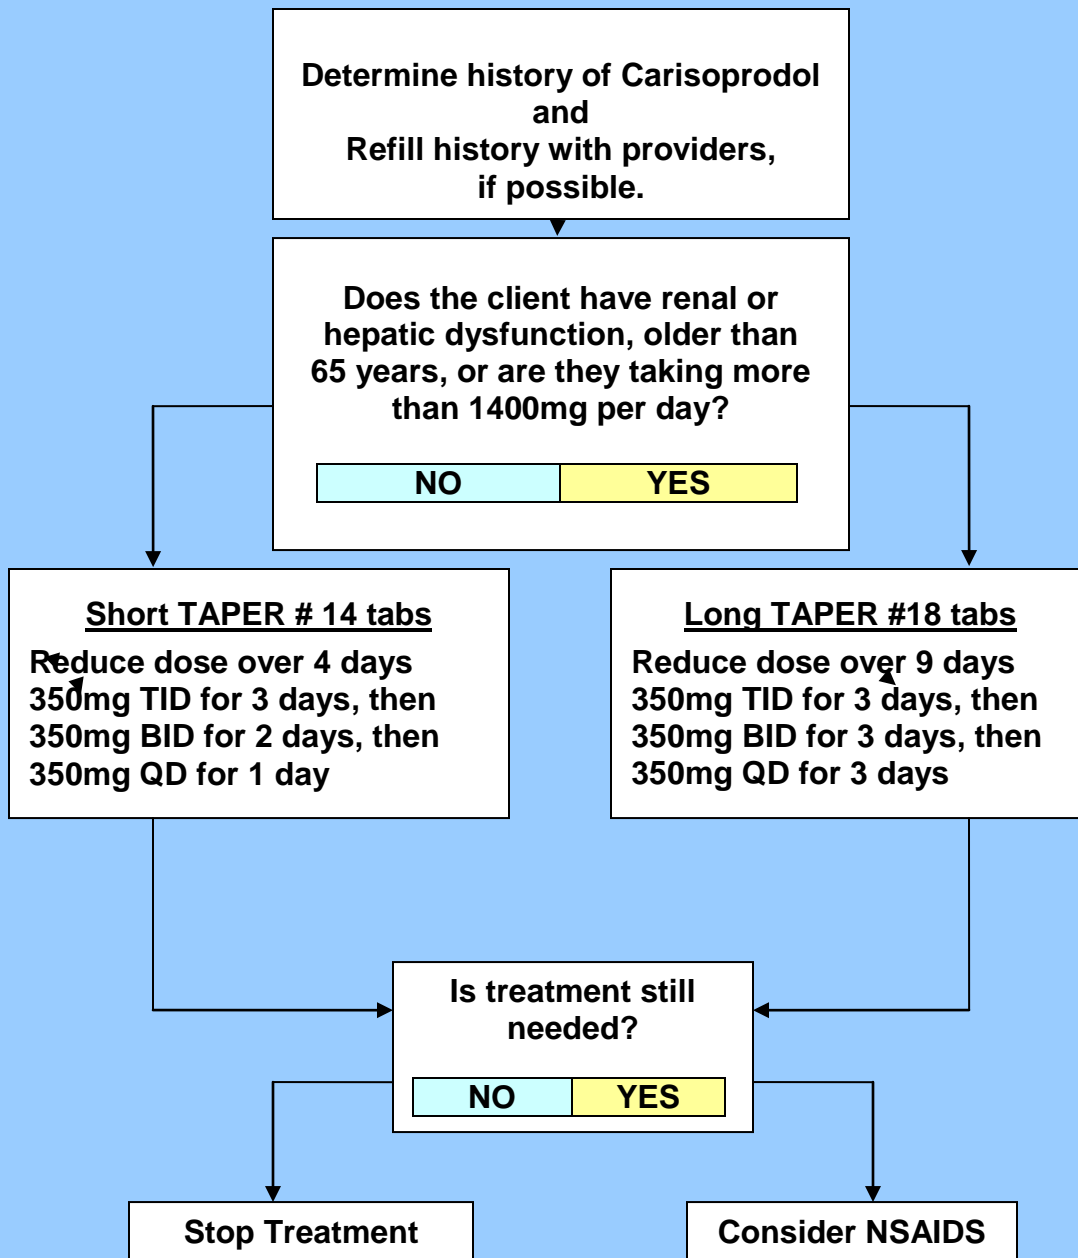 Determine history of Carisoprodol
and
Refill history with providers,
if possible.
Does the client have renal or
hepatic dysfunction, older than
65 years, or are they taking more
than 1400mg per day?
NO YES
Short TAPER # 14 tabs
Reduce dose over 4 days
350mg TID for 3 days, then
350mg BID for 2 days, then
350mg QD for 1 day
Long TAPER #18 tabs
Reduce dose over 9 days
350mg TID for 3 days, then
350mg BID for 3 days, then
350mg QD for 3 days
Is treatment still
needed?
NO YES
Stop Treatment
Consider NSAIDS